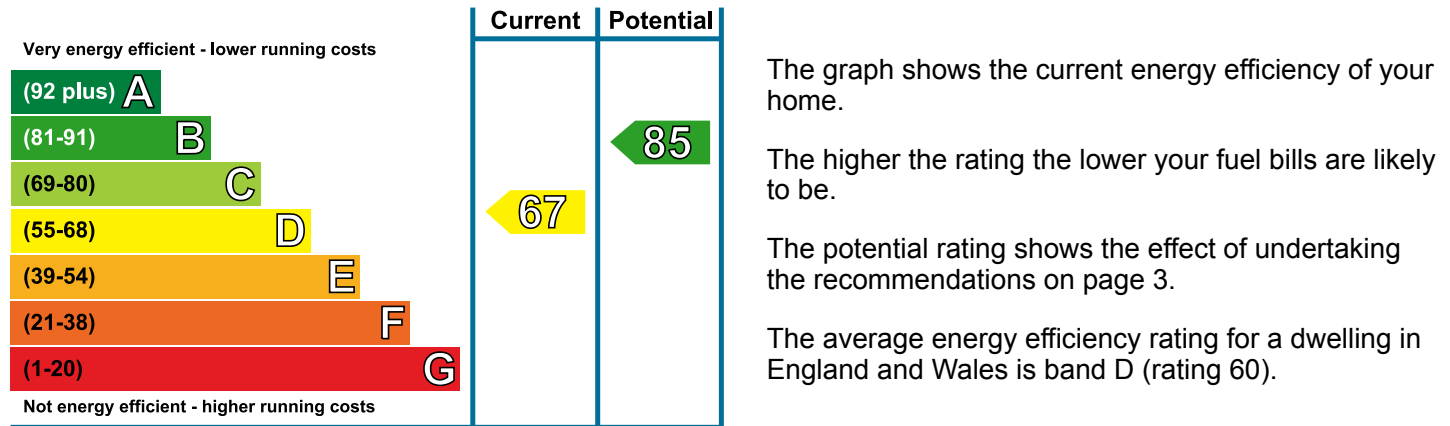 Current Potential
Very energy efficient - lower running costs
(92 plus) A
(81-91) B
85
(69-80) C
67
(55-68) D
(39-54) E
(21-38) F
(1-20) G
Not energy efficient - higher running costs
The graph shows the current energy efficiency of your
home.
The higher the rating the lower your fuel bills are likely
to be.
The potential rating shows the effect of undertaking
the recommendations on page 3.
The average energy efficiency rating for a dwelling in
England and Wales is band D (rating 60).